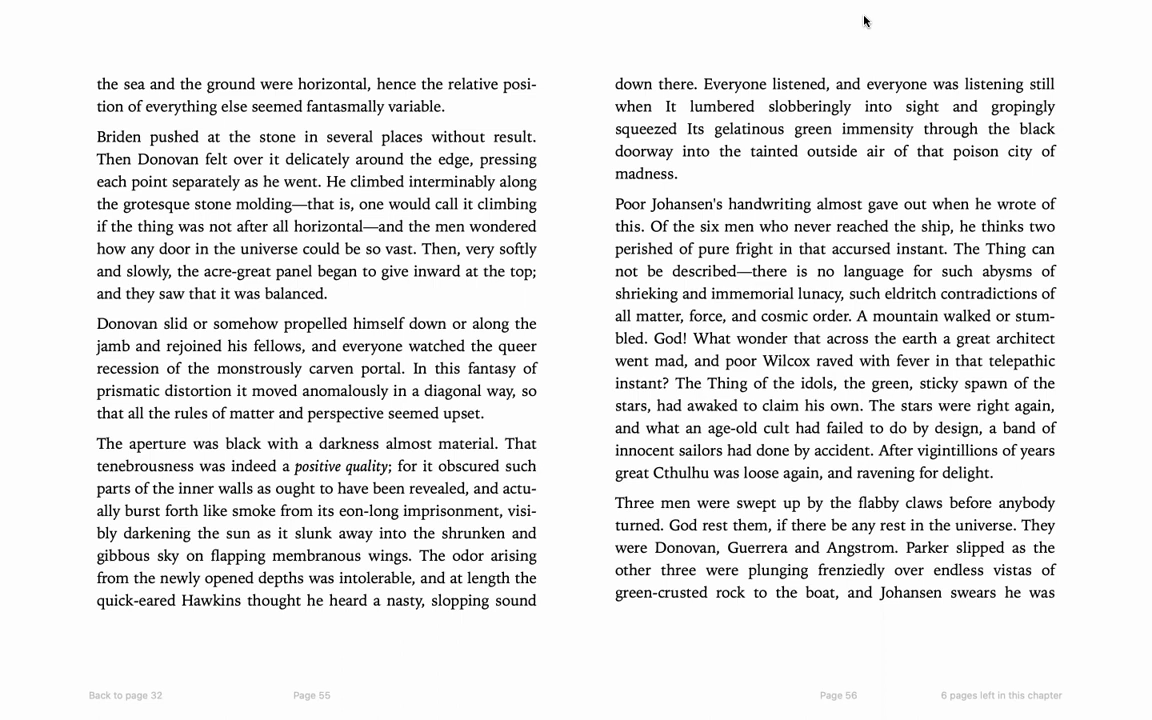 the sea and the ground were horizontal, hence the relative posi-
tion of everything else seemed fantasmally variable.
Briden pushed at the stone in several places without result.
Then Donovan felt over it delicately around the edge, pressing
each point separately as he went. He climbed interminably along
the grotesque stone molding—that is, one would call it climbing
if the thing was not after all horizontal—and the men wondered
how any door in the universe could be so vast. Then, very softly
and slowly, the acre-great panel began to give inward at the top;
and they saw that it was balanced.
Donovan slid or somehow propelled himself down or along the
jamb and rejoined his fellows, and everyone watched the queer
recession of the monstrously carven portal. In this fantasy of
prismatic distortion it moved anomalously in a diagonal way, so
that all the rules of matter and perspective seemed upset.
The aperture was black with a darkness almost material. That
tenebrousness was indeed a positive quality; for it obscured such
parts of the inner walls as ought to have been revealed, and actu-
ally burst forth like smoke from its eon-long imprisonment, visi-
bly darkening the sun as it slunk away into the shrunken and
gibbous sky on flapping membranous wings. The odor arising
from the newly opened depths was intolerable, and at length the
quick-eared Hawkins thought he heard a nasty, slopping sound
down there. Everyone listened, and everyone was listening still
when It lumbered slobberingly into sight and gropingly
squeezed Its gelatinous green immensity through the black
doorway into the tainted outside air of that poison city of
madness.
Poor Johansen's handwriting almost gave out when he wrote of
this. Of the six men who never reached the ship, he thinks two
perished of pure fright in that accursed instant. The Thing can
not be described—there is no language for such abysms of
shrieking and immemorial lunacy, such eldritch contradictions of
all matter, force, and cosmic order. A mountain walked or stum-
bled. God! What wonder that across the earth a great architect
went mad, and poor Wilcox raved with fever in that telepathic
instant? The Thing of the idols, the green, sticky spawn of the
stars, had awaked to claim his own. The stars were right again,
and what an age-old cult had failed to do by design, a band of
innocent sailors had done by accident. After vigintillions of years
great Cthulhu was loose again, and ravening for delight.
Three men were swept up by the flabby claws before anybody
turned. God rest them, if there be any rest in the universe. They
were Donovan, Guerrera and Angstrom. Parker slipped as the
other three were plunging frenziedly over endless vistas of
green-crusted rock to the boat, and Johansen swears he was
Back to page 32
Page 55
Page 56
6 pages left in this chapter